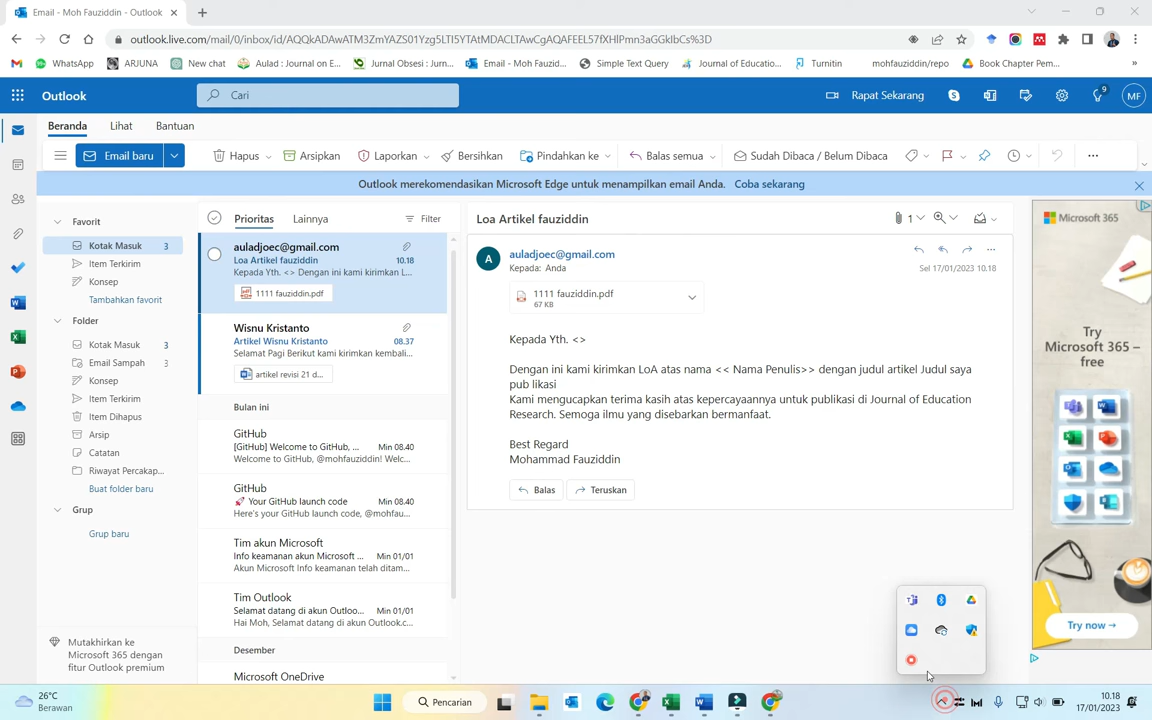 Email - Moh Fauziddin - Outlook
outlook.live.com/mail/0/inbox/id/AQQkADAwATM3ZmYAZS01Yzg5LTI5YTAtMDACLTAwCgAQAFEEL57fXHIPmn3aGGkIbCs%3D
WhatsApp
ARJUNA
New chat
Aulad : Journal on E...
Jurnal Obsesi : Jurn...
Email - Moh Fauzid...
Simple Text Query
Journal of Educatio...
Turnitin
mohfauziddin/repo
Book Chapter Pem...
»
Outlook
Cari
Rapat Sekarang
9
MF
Beranda
Lihat
Bantuan
Email baru
Hapus
Arsipkan
Laporkan
Bersihkan
Pindahkan ke
Balas semua
Sudah Dibaca / Belum Dibaca
Outlook merekomendasikan Microsoft Edge untuk menampilkan email Anda. Coba sekarang
Favorit
Kotak Masuk 3
Item Terkirim
Konsep
Tambahkan favorit
Folder
Kotak Masuk 3
Email Sampah 3
Konsep
Item Terkirim
Item Dihapus
Arsip
Catatan
Riwayat Percakap...
Buat folder baru
Grup
Grup baru
Mutakhirkan ke
Microsoft 365 dengan
fitur Outlook premium
Prioritas
Lainnya
Filter
auladjoec@gmail.com
Loa Artikel fauziddin 10.18
Kepada Yth. <> Dengan ini kami kirimkan L...
1111 fauziddin.pdf
Wisnu Kristanto
Artikel Wisnu Kristanto 08.37
Selamat Pagi Berikut kami kirimkan kembali...
artikel revisi 21 d...
Bulan ini
GitHub
[GitHub] Welcome to GitHub, ... Min 08.40
Welcome to GitHub, @mohfauziddin! Welc...
GitHub
🚀 Your GitHub launch code Min 08.40
Here's your GitHub launch code, @mohfau...
Tim akun Microsoft
Info keamanan akun Microsoft ... Min 01/01
Akun Microsoft Info keamanan telah ditam...
Tim Outlook
Selamat datang di akun Outloo... Min 01/01
Hai Moh, Selamat datang di akun Outlook...
Desember
Microsoft OneDrive
Loa Artikel fauziddin
1
A
auladjoec@gmail.com
Kepada: Anda
Sel 17/01/2023 10.18
1111 fauziddin.pdf
67 KB
Kepada Yth. <>
Dengan ini kami kirimkan LoA atas nama << Nama Penulis>> dengan judul artikel Judul saya
pub likasi
Kami mengucapkan terima kasih atas kepercayaannya untuk publikasi di Journal of Education
Research. Semoga ilmu yang disebarkan bermanfaat.
Best Regard
Mohammad Fauziddin
Balas
Teruskan
Microsoft 365
Try
Microsoft 365 –
free
Try now →
26°C
Berawan
Pencarian
10.18
17/01/2023